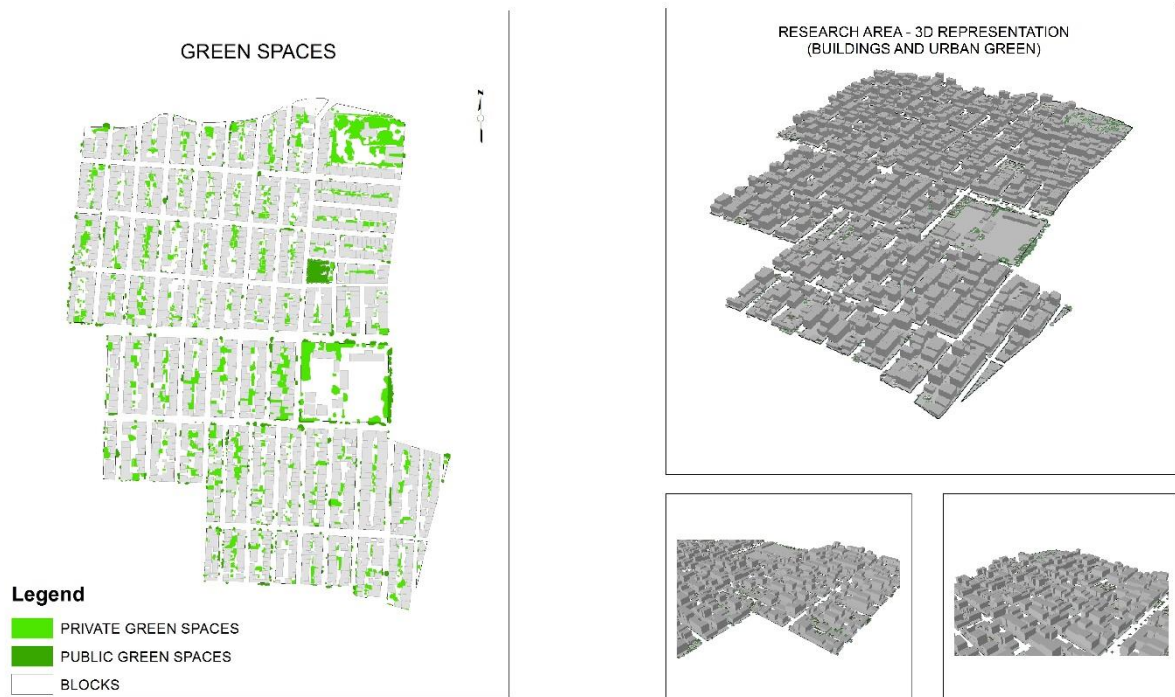 GREEN SPACES
N
Legend
PRIVATE GREEN SPACES
PUBLIC GREEN SPACES
BLOCKS
RESEARCH AREA - 3D REPRESENTATION
(BUILDINGS AND URBAN GREEN)